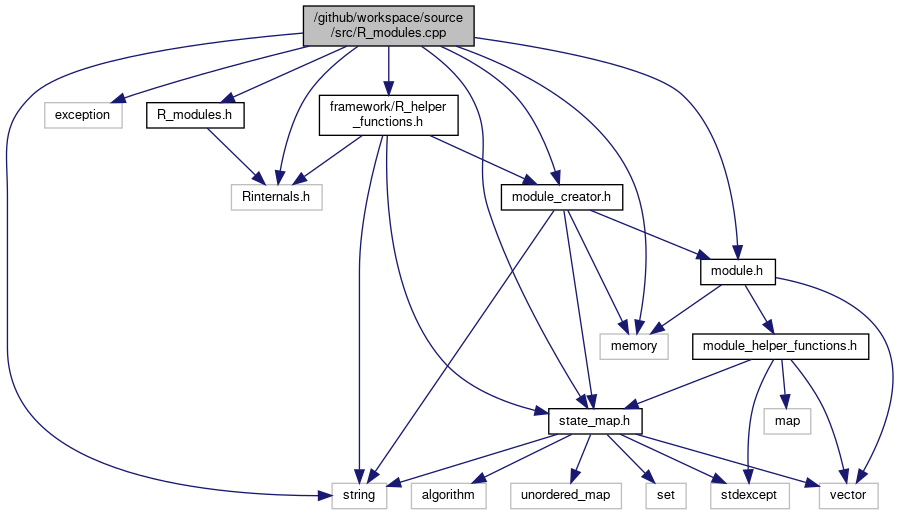 /github/workspace/source
/src/R_modules.cpp
exception
R_modules.h
framework/R_helper
_functions.h
Rinternals.h
module_creator.h
module.h
memory
module_helper_functions.h
state_map.h
map
string
algorithm
unordered_map
set
stdexcept
vector